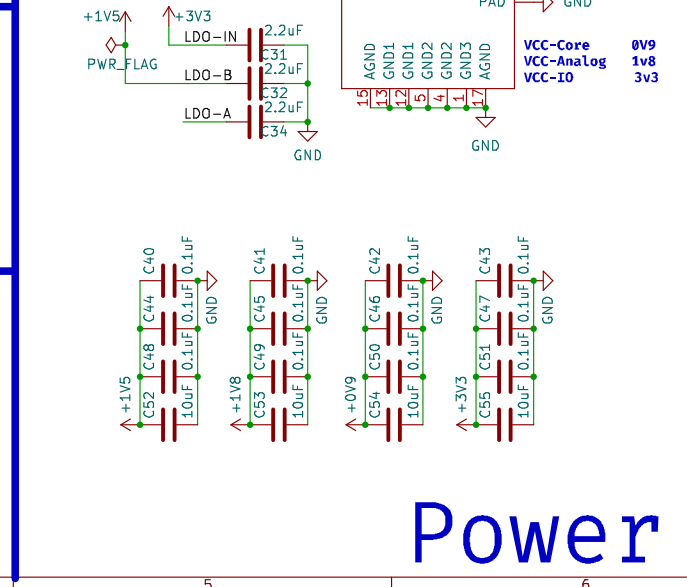 PAD GND
+1V5 +3V3
LDO-IN 2.2uF
C31
PWR_FLAG
LDO-B 2.2uF
C32
LDO-A 2.2uF
C34
GND
AGND GND1 GND1 GND2 GND2 GND3 AGND
15 13 12 5 4 1 17
GND
VCC-Core 0V9
VCC-Analog 1v8
VCC-IO 3v3
C40 0.1uF C41 0.1uF C42 0.1uF C43 0.1uF
GND GND GND GND
C44 0.1uF C45 0.1uF C46 0.1uF C47 0.1uF
C48 0.1uF C49 0.1uF C50 0.1uF C51 0.1uF
+1V5 C52 10uF +1V8 C53 10uF +0V9 C54 10uF +3V3 C55 10uF
Power
5 6